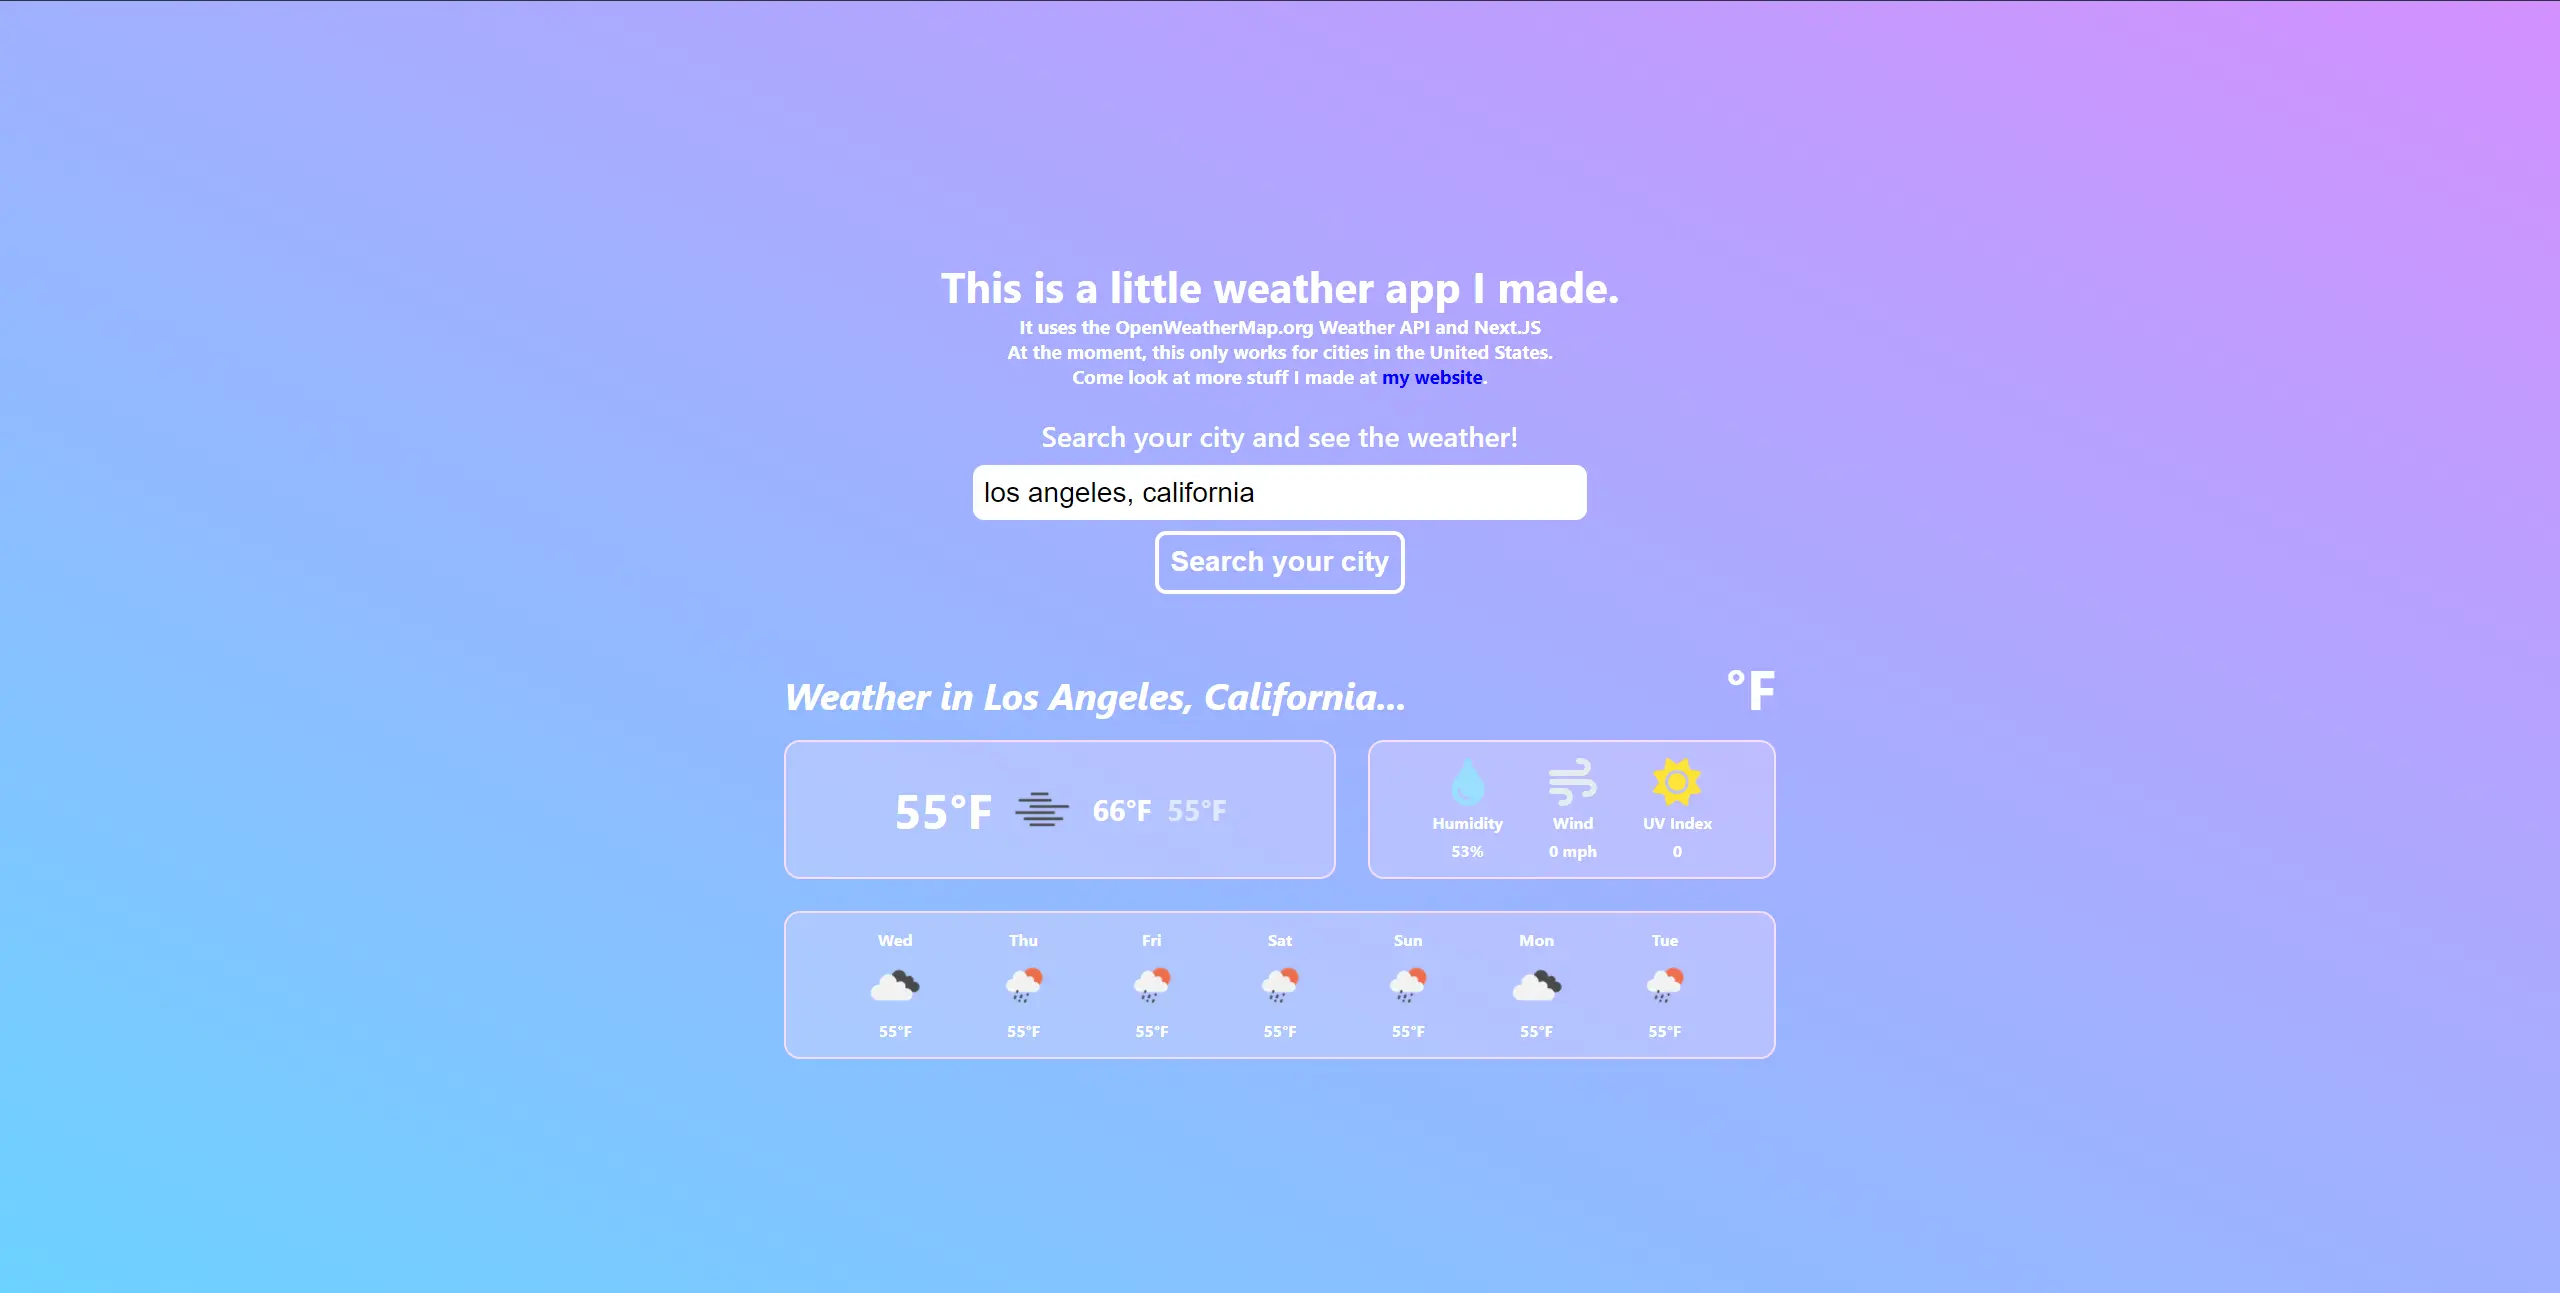 This is a little weather app I made.
It uses the OpenWeatherMap.org Weather API and Next.JS
At the moment, this only works for cities in the United States.
Come look at more stuff I made at my website.
Search your city and see the weather!
los angeles, california
Search your city
Weather in Los Angeles, California... °F
55°F 66°F 55°F
Humidity Wind UV Index
53% 0 mph 0
Wed Thu Fri Sat Sun Mon Tue
55°F 55°F 55°F 55°F 55°F 55°F 55°F